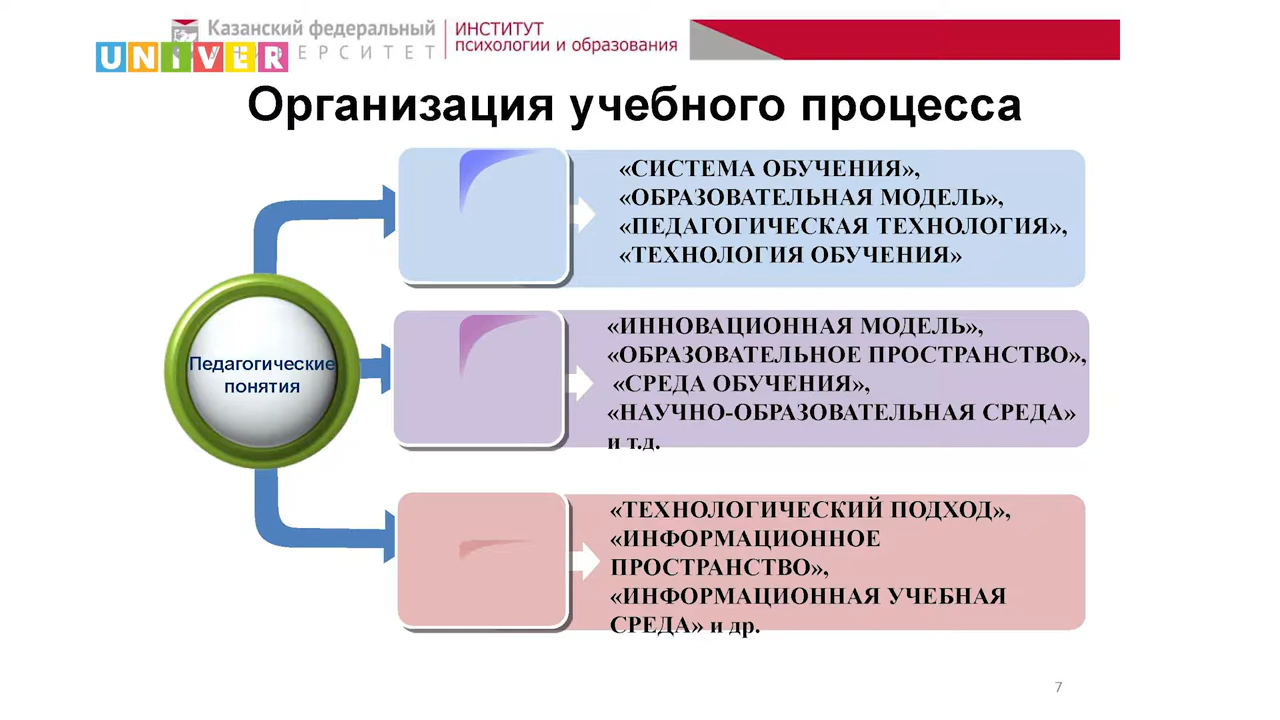 Казанский федеральный
ЕРСИТЕТ
ИНСТИТУТ
психологии и образования
UNIVER
Организация учебного процесса
Педагогические
понятия
«СИСТЕМА ОБУЧЕНИЯ»,
«ОБРАЗОВАТЕЛЬНАЯ МОДЕЛЬ»,
«ПЕДАГОГИЧЕСКАЯ ТЕХНОЛОГИЯ»,
«ТЕХНОЛОГИЯ ОБУЧЕНИЯ»
«ИННОВАЦИОННАЯ МОДЕЛЬ»,
«ОБРАЗОВАТЕЛЬНОЕ ПРОСТРАНСТВО»,
«СРЕДА ОБУЧЕНИЯ»,
«НАУЧНО-ОБРАЗОВАТЕЛЬНАЯ СРЕДА»
и т.д.
«ТЕХНОЛОГИЧЕСКИЙ ПОДХОД»,
«ИНФОРМАЦИОННОЕ
ПРОСТРАНСТВО»,
«ИНФОРМАЦИОННАЯ УЧЕБНАЯ
СРЕДА» и др.
7